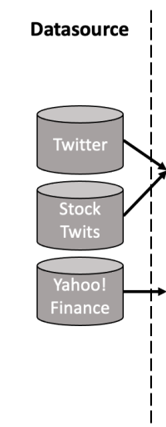 Datasource
Twitter
Stock
Twits
Yahoo!
Finance